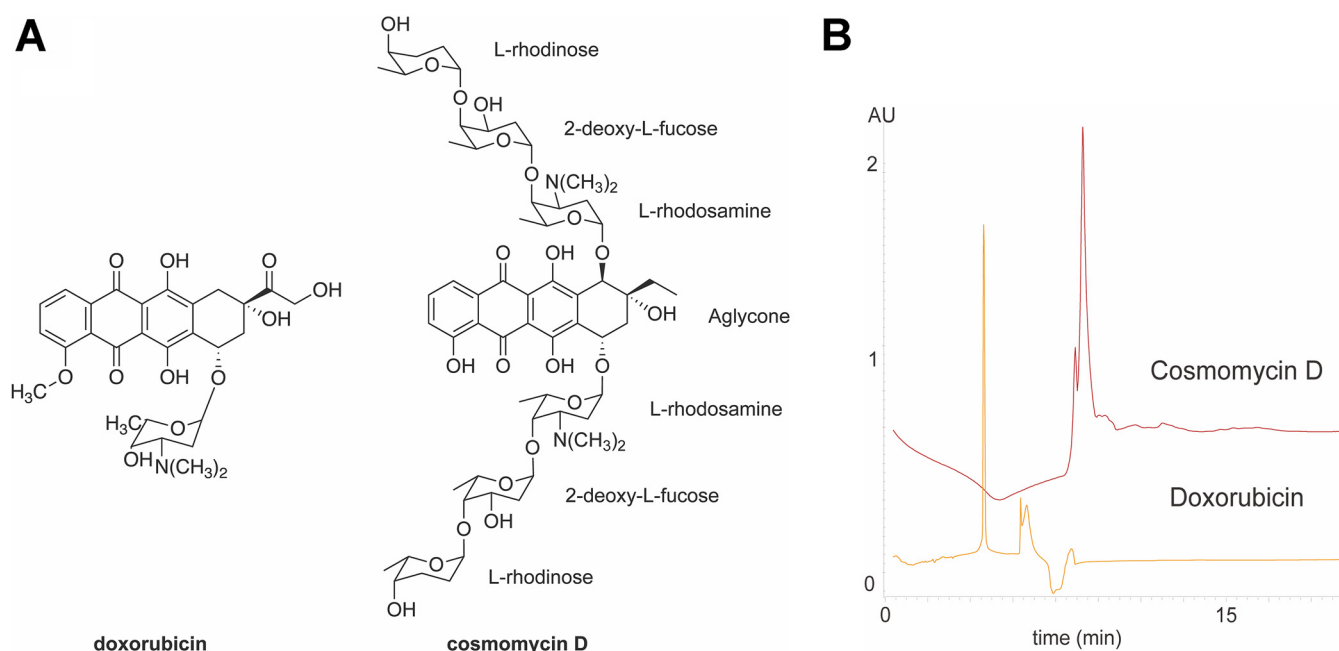 A
OH
L-rhodinose
O
O
OH
2-deoxy-L-fucose
O
O
N(CH₃)₂
L-rhodosamine
O
O
O
OH
O
OH
OH
O
OH
OH
Aglycone
H₃C
O
O
OH
O
OH
O
OH
O
L-rhodosamine
H₃C
O
OH
N(CH₃)₂
O
N(CH₃)₂
O
2-deoxy-L-fucose
O
OH
O
L-rhodinose
O
OH
doxorubicin
cosmomycin D
B
AU
2
1
0
Cosmomycin D
Doxorubicin
0
15
time (min)